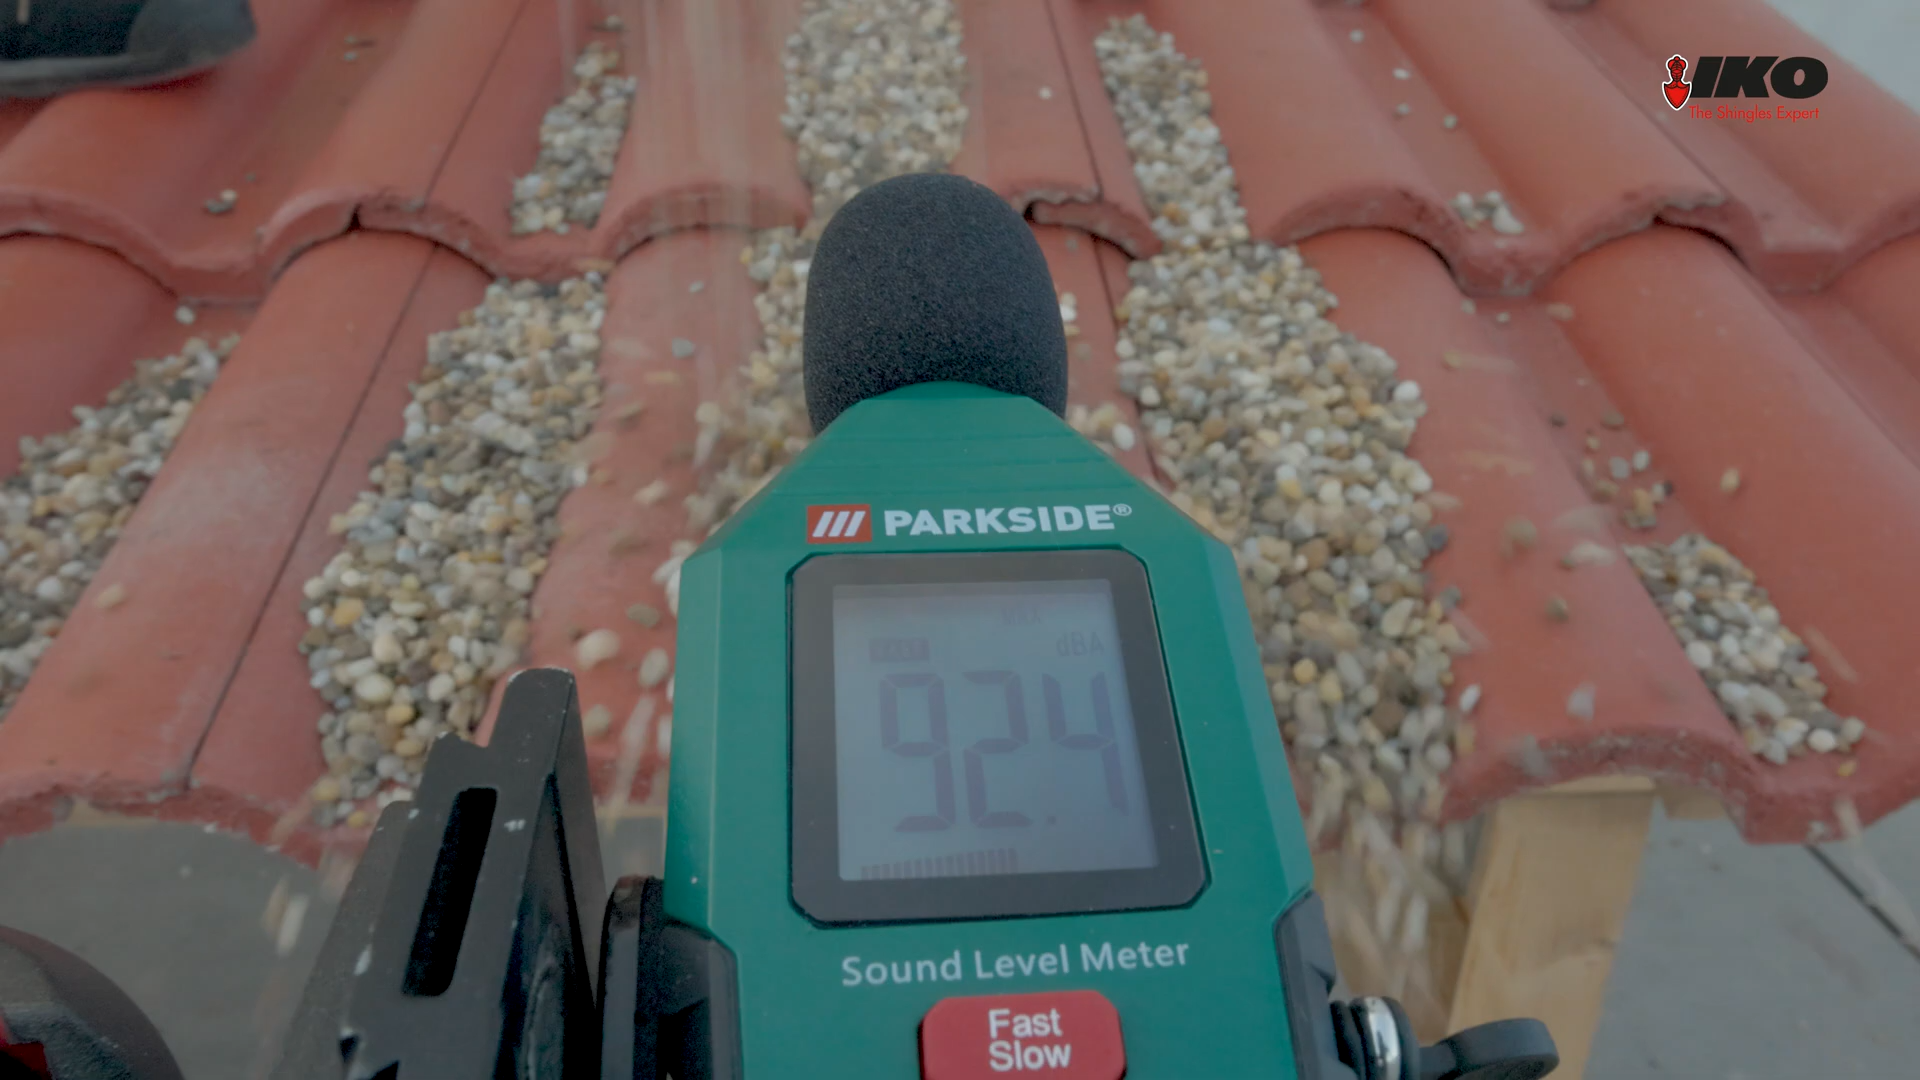 IKO
The Shingles Expert
PARKSIDE®
MAX
dBA
92.4
Sound Level Meter
Fast
Slow